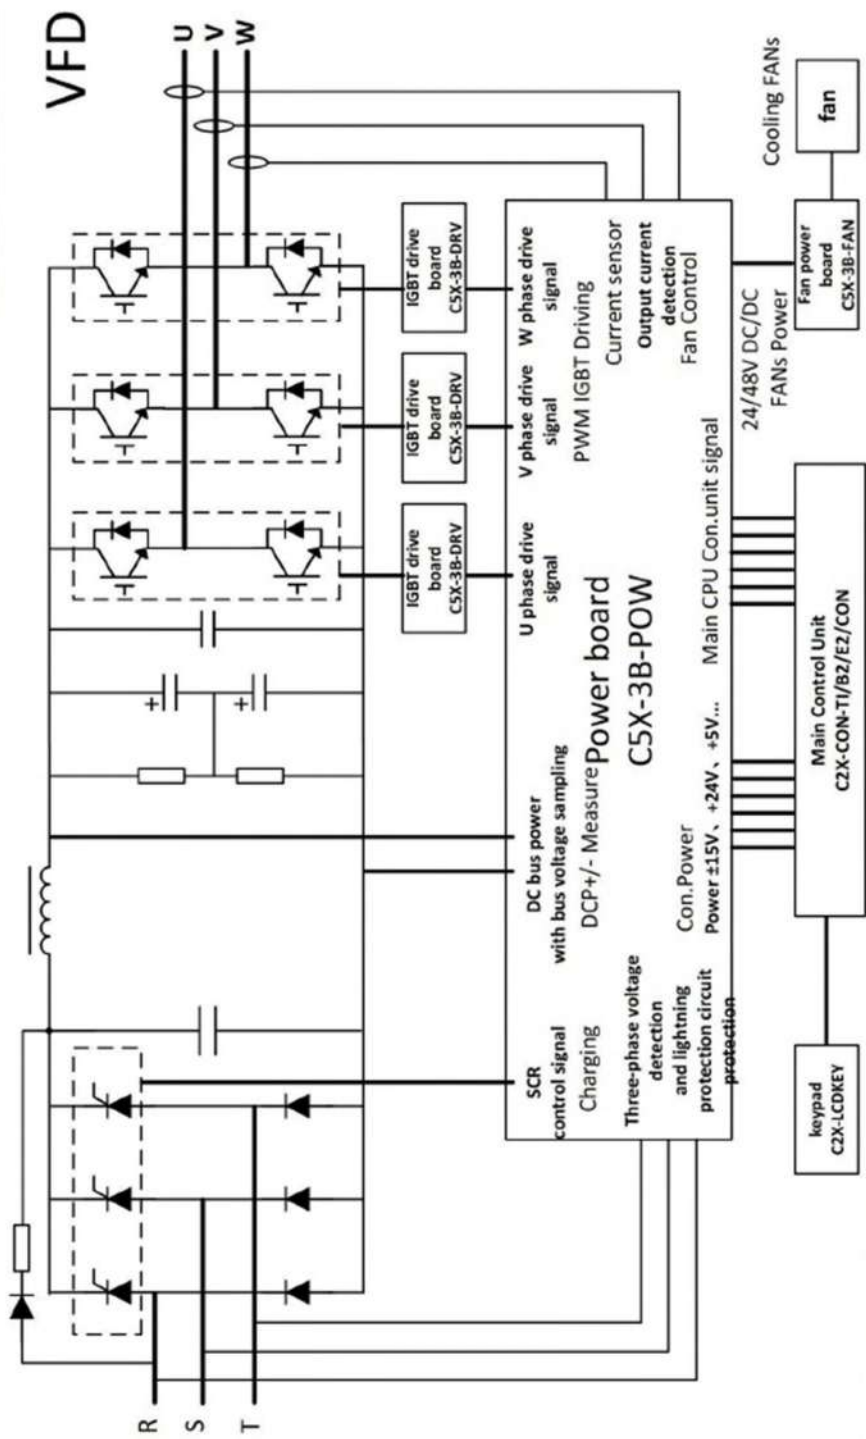 VFD
U
V
W
R
S
T
IGBT drive
board
C5X-3B-DRV
IGBT drive
board
C5X-3B-DRV
IGBT drive
board
C5X-3B-DRV
SCR
control signal
Charging
DC bus power
with bus voltage sampling
DCP+/- Measure
U phase drive
signal
V phase drive
signal
W phase drive
signal
PWM IGBT Driving
Power board
C5X-3B-POW
Current sensor
Output current
detection
Fan Control
Three-phase voltage
detection
and lightning
protection circuit
protection
Con.Power
Power ±15V、+24V、+5V...
Main CPU Con.unit signal
24/48V DC/DC
FANs Power
Cooling FANs
keypad
C2X-LCDKEY
Main Control Unit
C2X-CON-TI/B2/E2/CON
Fan power
board
C5X-3B-FAN
fan